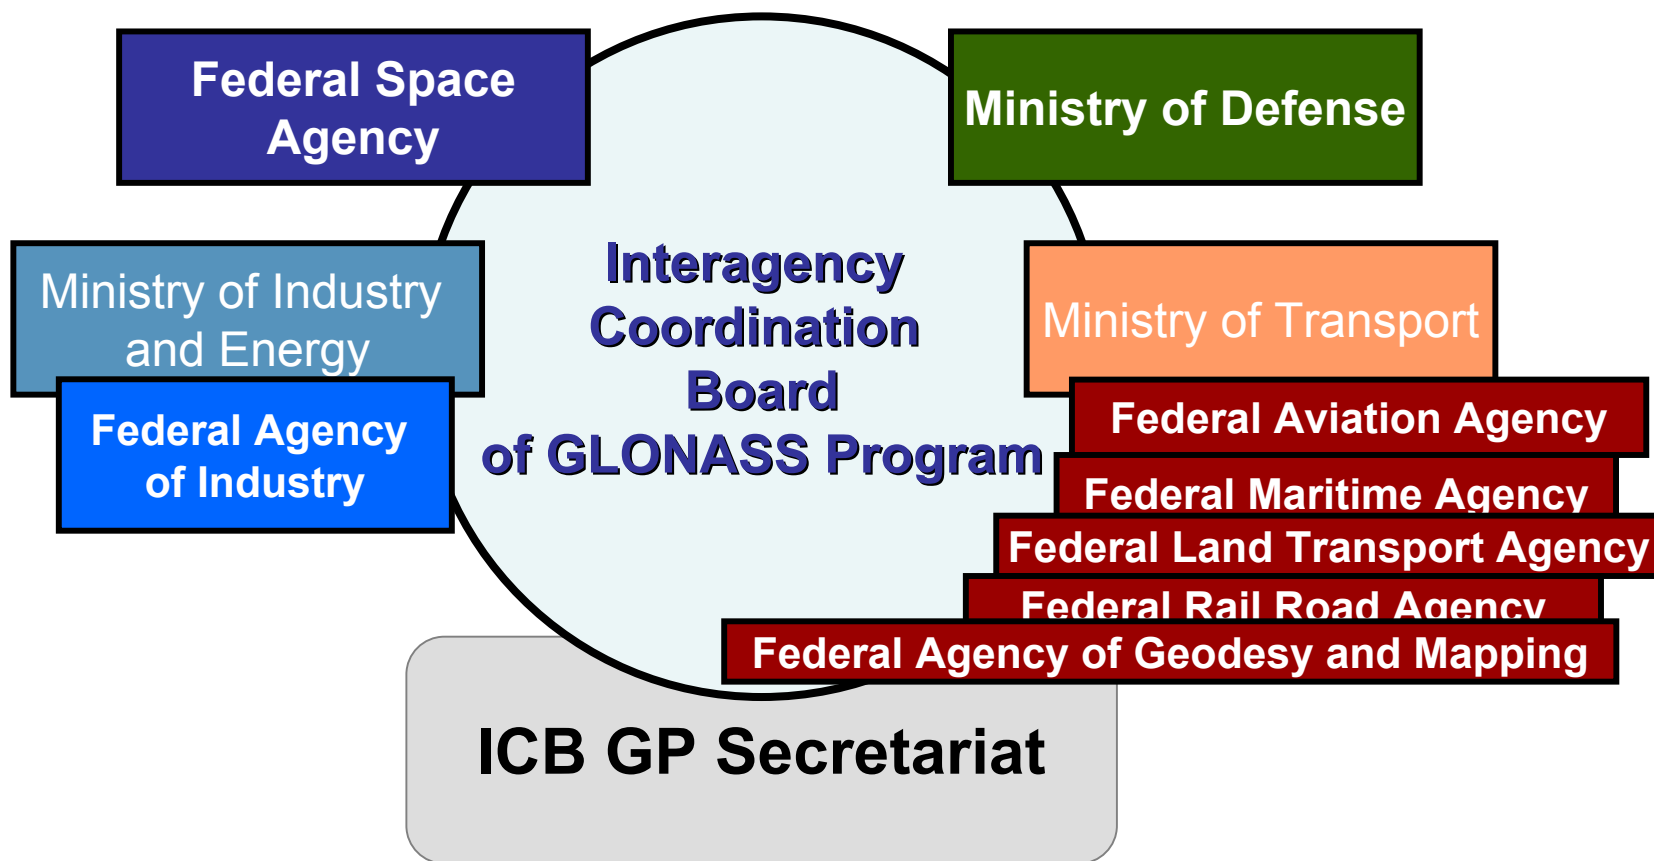 Federal Space
Agency
Ministry of Defense
Ministry of Industry
and Energy
Federal Agency
of Industry
Interagency
Coordination
Board
of GLONASS Program
Ministry of Transport
Federal Aviation Agency
Federal Maritime Agency
Federal Land Transport Agency
Federal Rail Road Agency
Federal Agency of Geodesy and Mapping
ICB GP Secretariat